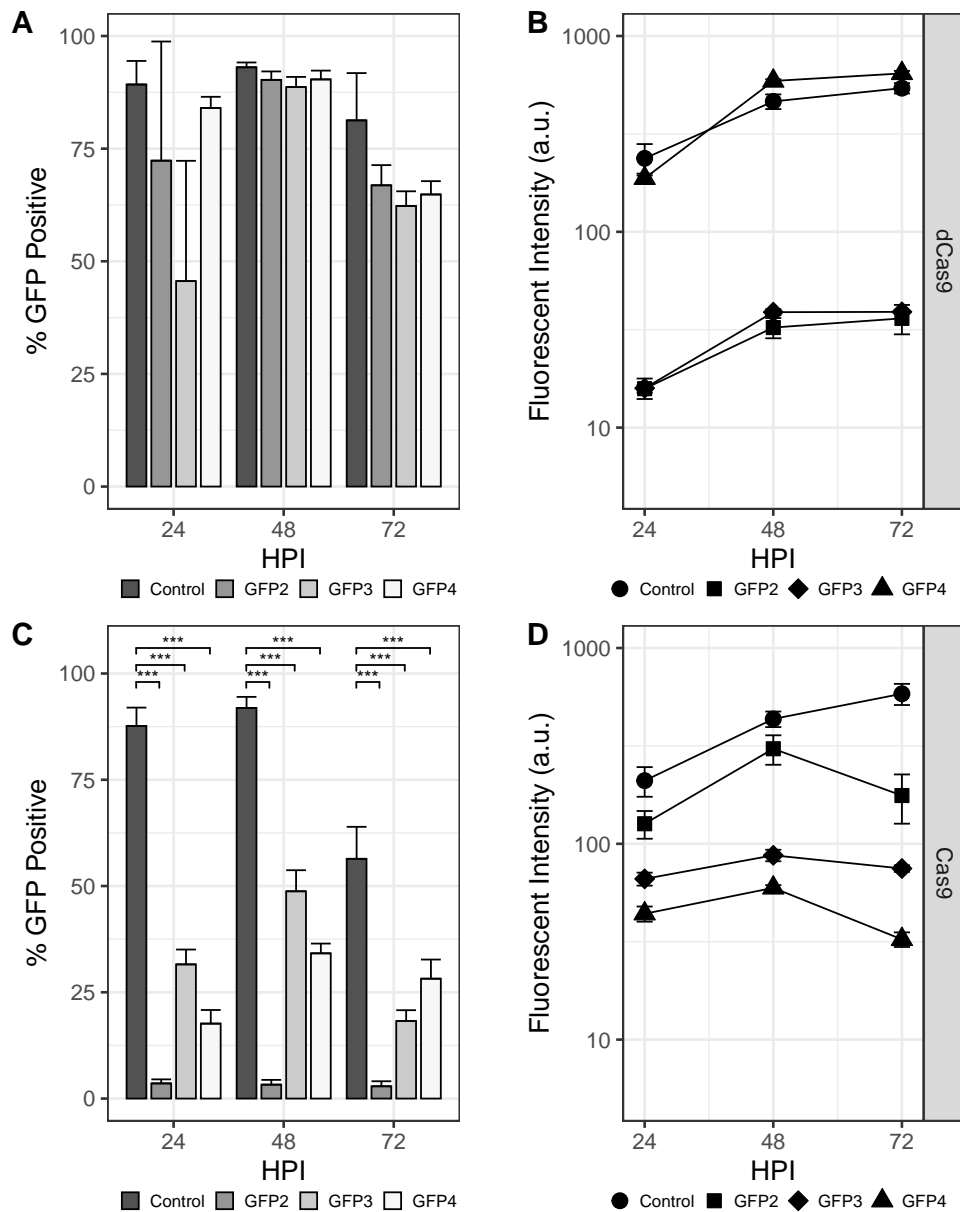 A
100
75
50
25
0
% GFP Positive
24 48 72
HPI
Control GFP2 GFP3 GFP4
B
1000
100
10
Fluorescent Intensity (a.u.)
24 48 72
HPI
dCas9
Control GFP2 GFP3 GFP4
C
*** *** ***
*** *** ***
*** *** ***
100
75
50
25
0
% GFP Positive
24 48 72
HPI
Control GFP2 GFP3 GFP4
D
1000
100
10
Fluorescent Intensity (a.u.)
24 48 72
HPI
Cas9
Control GFP2 GFP3 GFP4